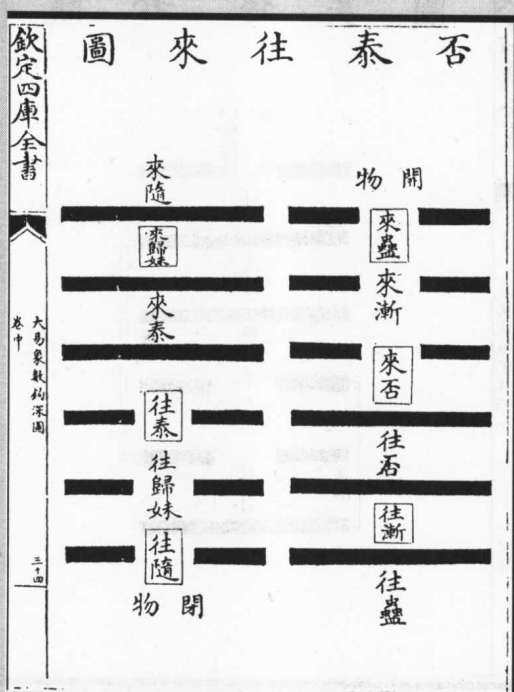 否泰往來圖
開物
來蠱
來漸
來否
往否
往漸
往蠱
來隨
來歸妹
來泰
往泰
往歸妹
往隨
閉物
欽定四庫全書
大易象數鈎深圖
卷中
三十四